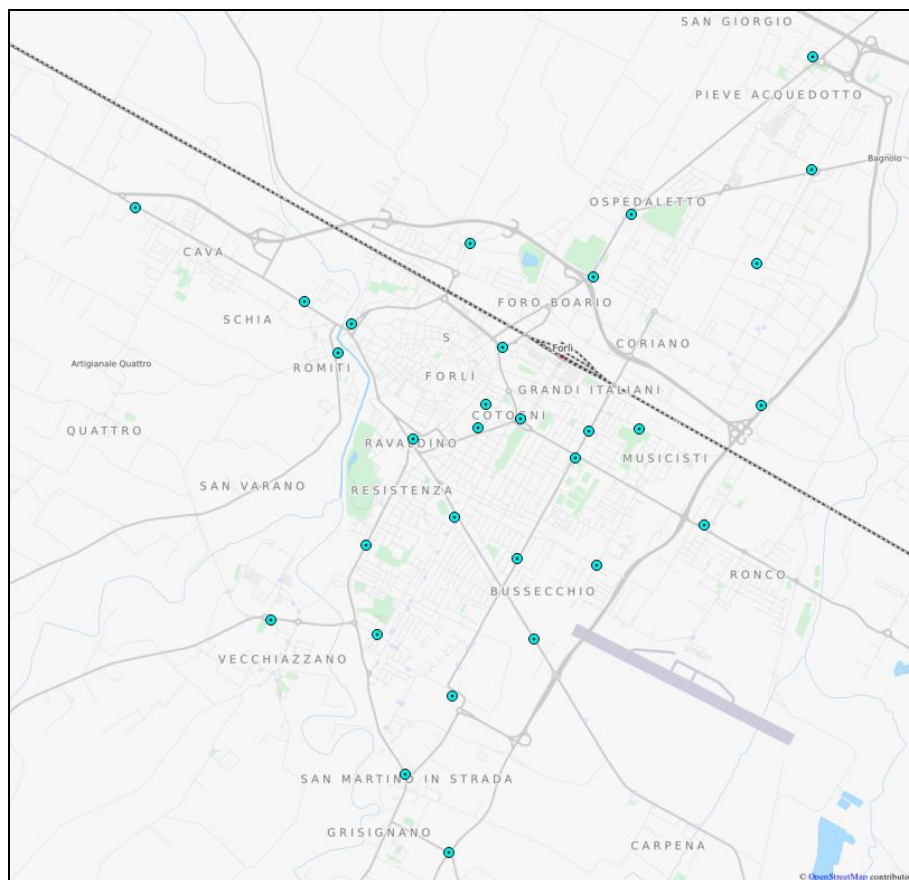 SAN GIORGIO
PIEVE ACQUEDOTTO
Bagnolo
OSPEDALETTO
CAVA
FORO BOARIO
SCHIA
S
CORIANO
Forlì
Artigianale Quattro
ROMITI
FORLÌ
GRANDI ITALIANI
COTOGNI
QUATTRO
RAVALDINO
MUSICISTI
SAN VARANO
RESISTENZA
RONCO
BUSSECCHIO
VECCHIAZZANO
SAN MARTINO IN STRADA
GRISIGNANO
CARPENA
© OpenStreetMap contributo